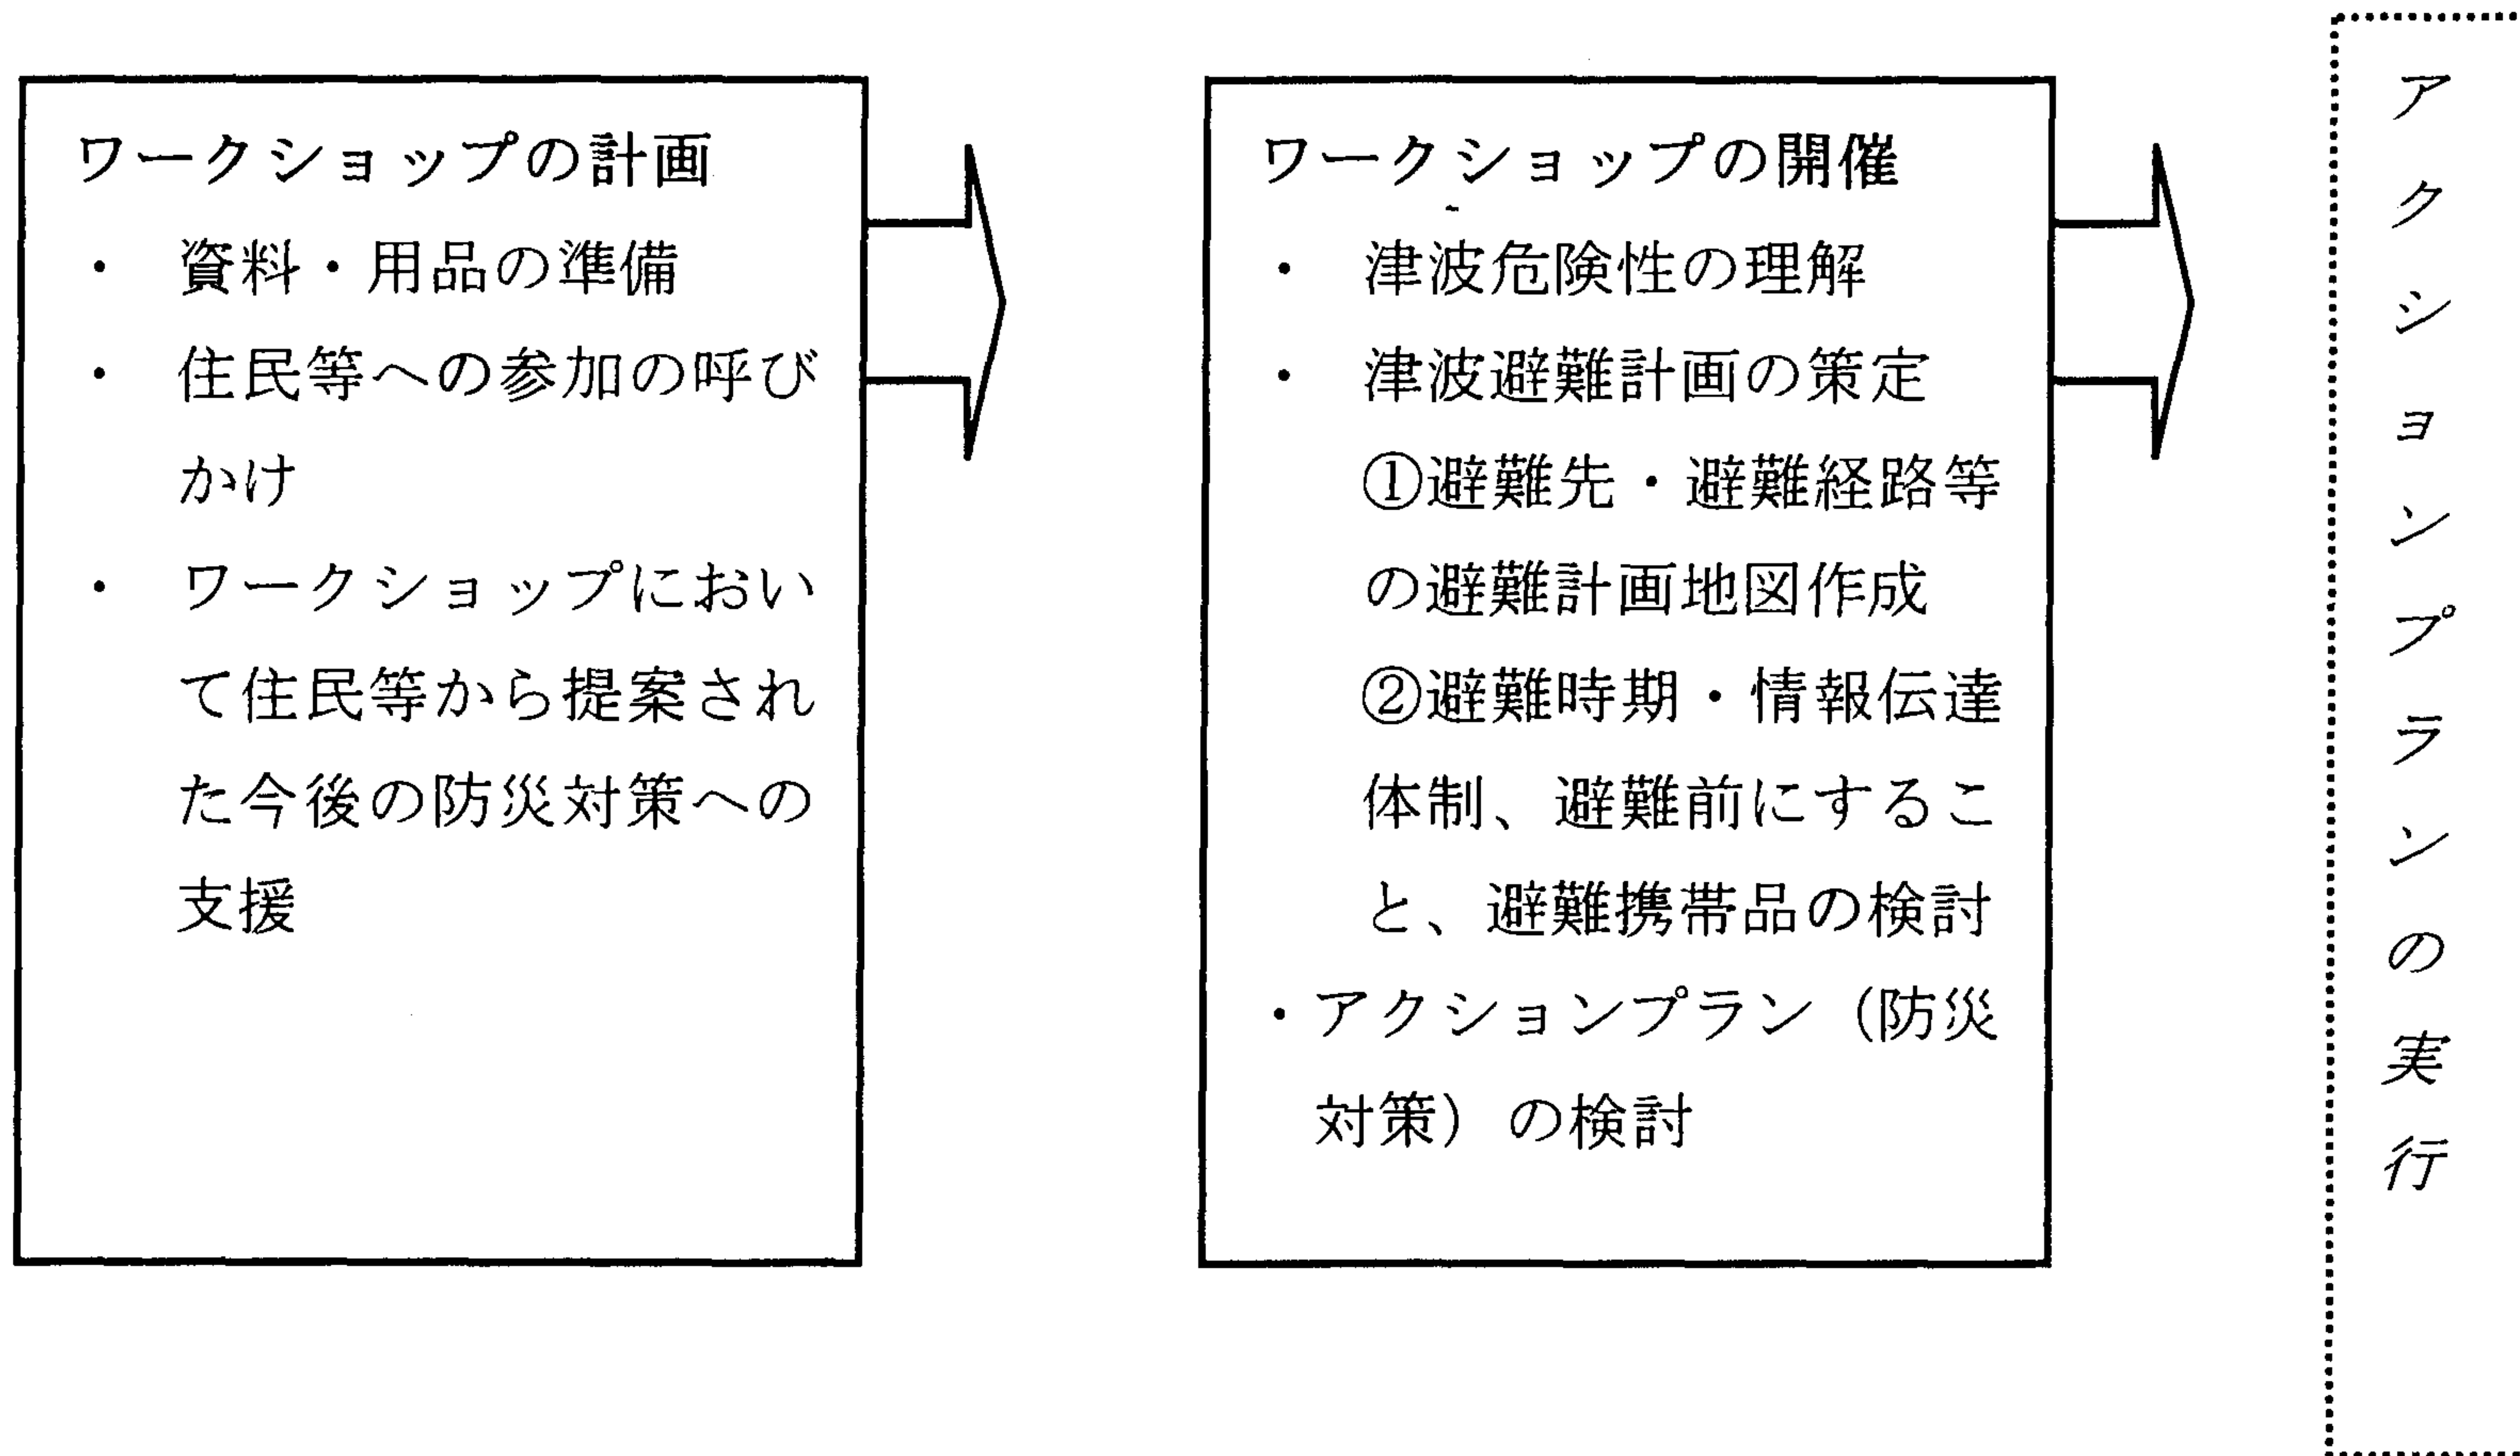 ワークショップの計画
・ 資料・用品の準備
・ 住民等への参加の呼び
かけ
・ ワークショップにおい
て住民等から提案され
た今後の防災対策への
支援
ワークショップの開催
・ 津波危険性の理解
・ 津波避難計画の策定
①避難先・避難経路等
の避難計画地図作成
②避難時期・情報伝達
体制、避難前にするこ
と、避難携帯品の検討
・アクションプラン（防災
対策）の検討
アクションプランの実行